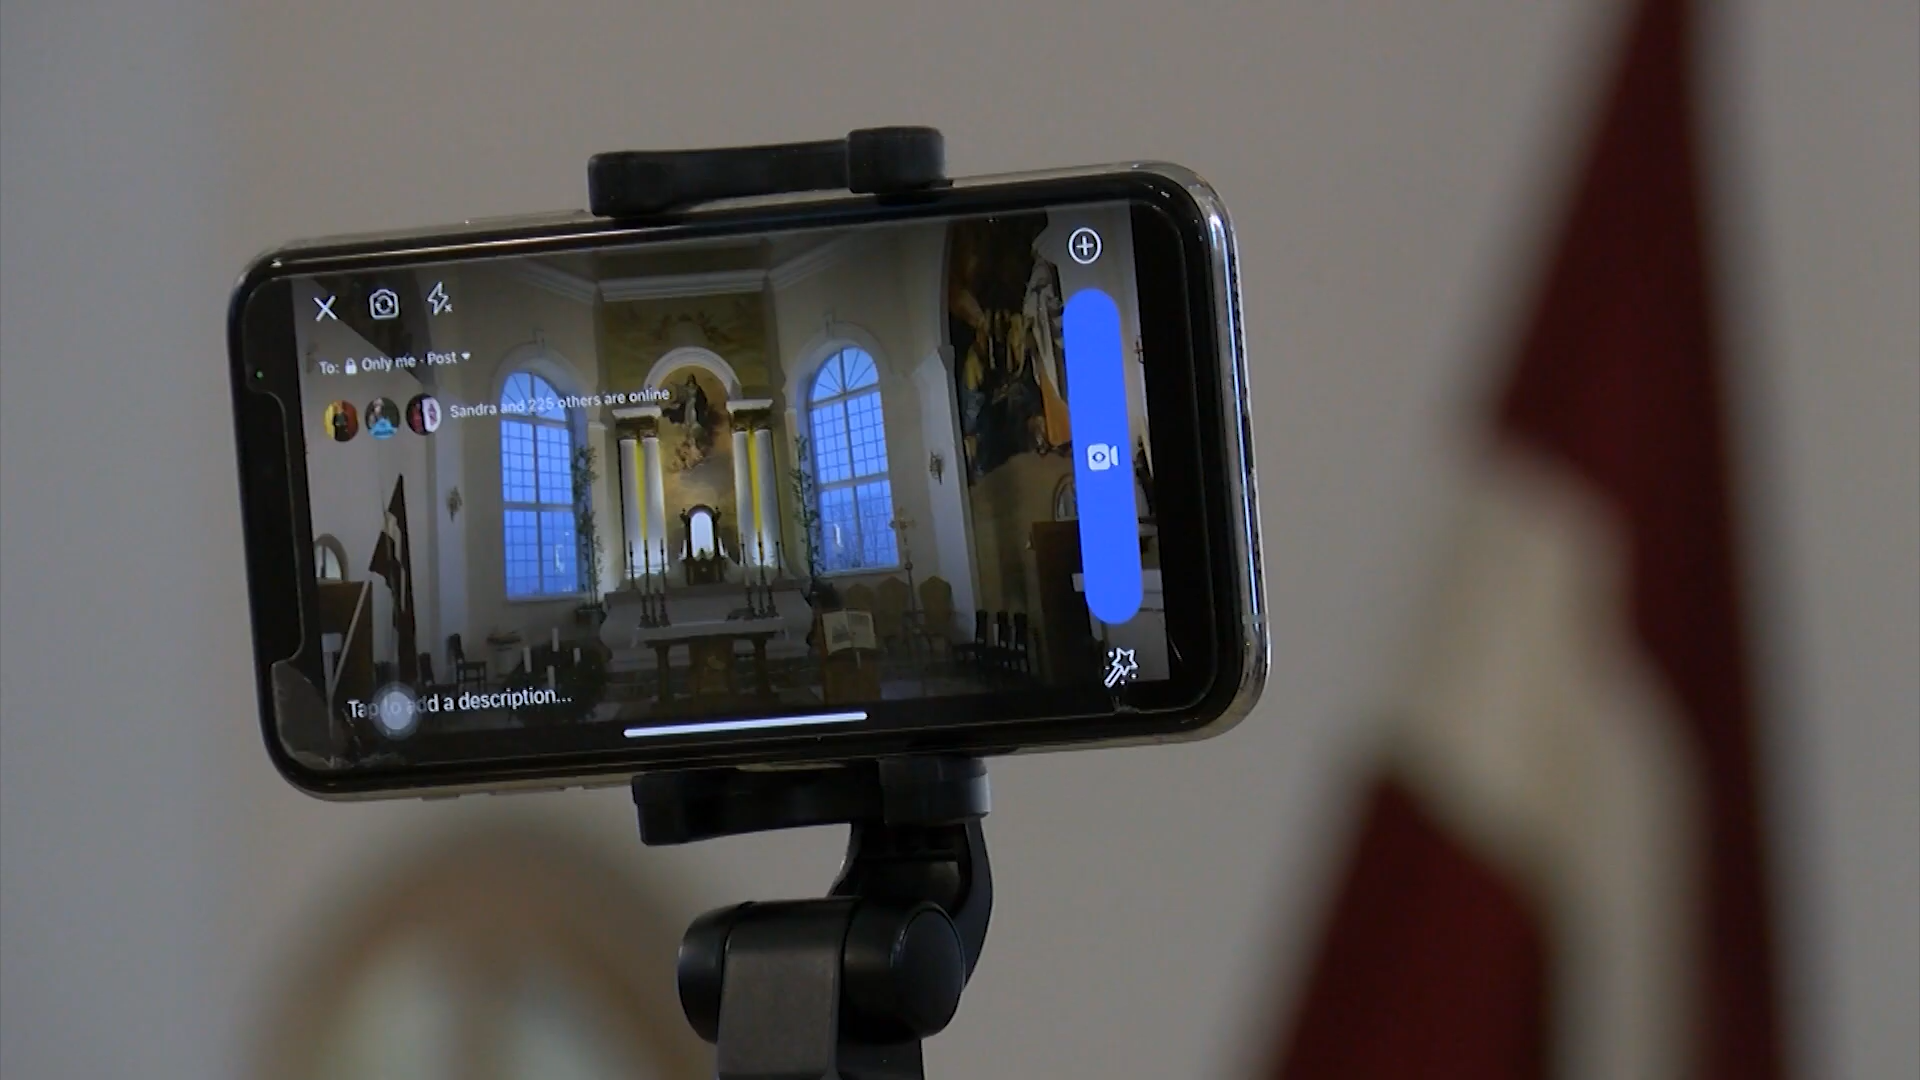 To: Only me · Post
Sandra and 225 others are online
Tap to add a description...